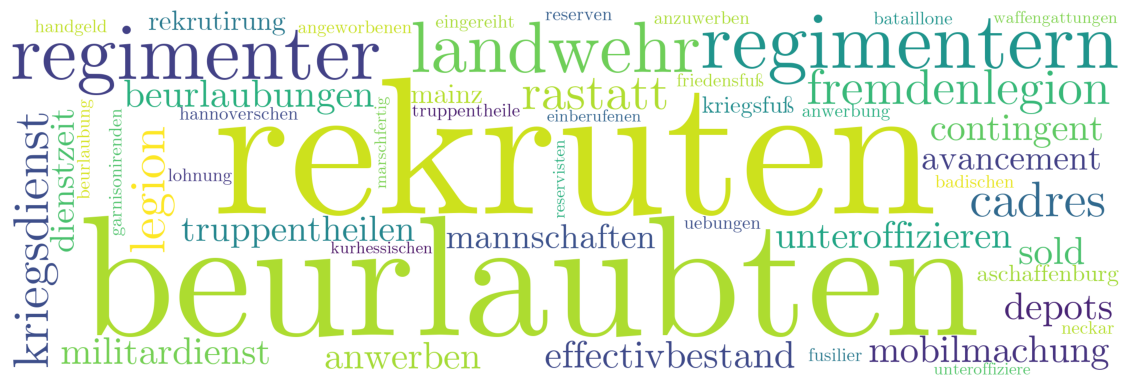 handgeld
rekrutirung
angeworbenen
eingereiht
reserven
anzuwerben
bataillone
waffengattungen
regimenter
landwehr
regimentern
beurlaubungen
mainz
rastatt
friedensfuß
fremdenlegion
hannoverschen
truppentheile
einberufenen
kriegsfuß
anwerbung
kriegsdienst
dienstzeit
beurlaubung
garnisonirenden
legion
lohnung
marschfertig
rekruten
reservisten
contingent
avancement
badischen
cadres
truppentheilen
kurhessischen
mannschaften
uebungen
unteroffizieren
sold
beurlaubten
aschaffenburg
depots
neckar
militardienst
anwerben
effectivbestand
fusilier
mobilmachung
unteroffiziere